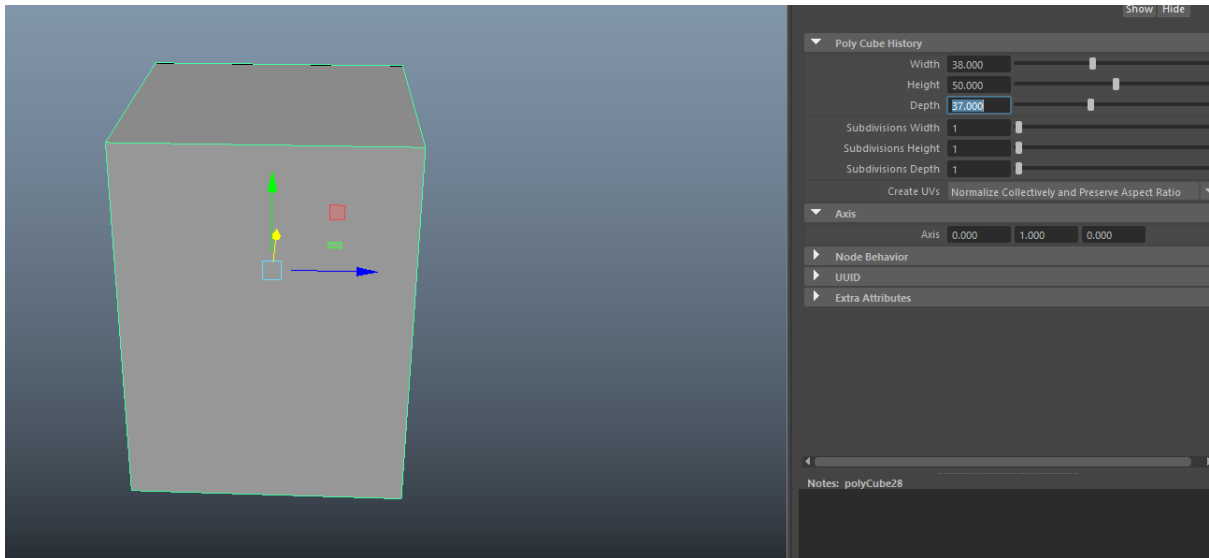 Show Hide
Poly Cube History
Width 38.000
Height 50.000
Depth 37.000
Subdivisions Width 1
Subdivisions Height 1
Subdivisions Depth 1
Create UVs Normalize Collectively and Preserve Aspect Ratio
Axis
Axis 0.000 1.000 0.000
Node Behavior
UUID
Extra Attributes
Notes: polyCube28